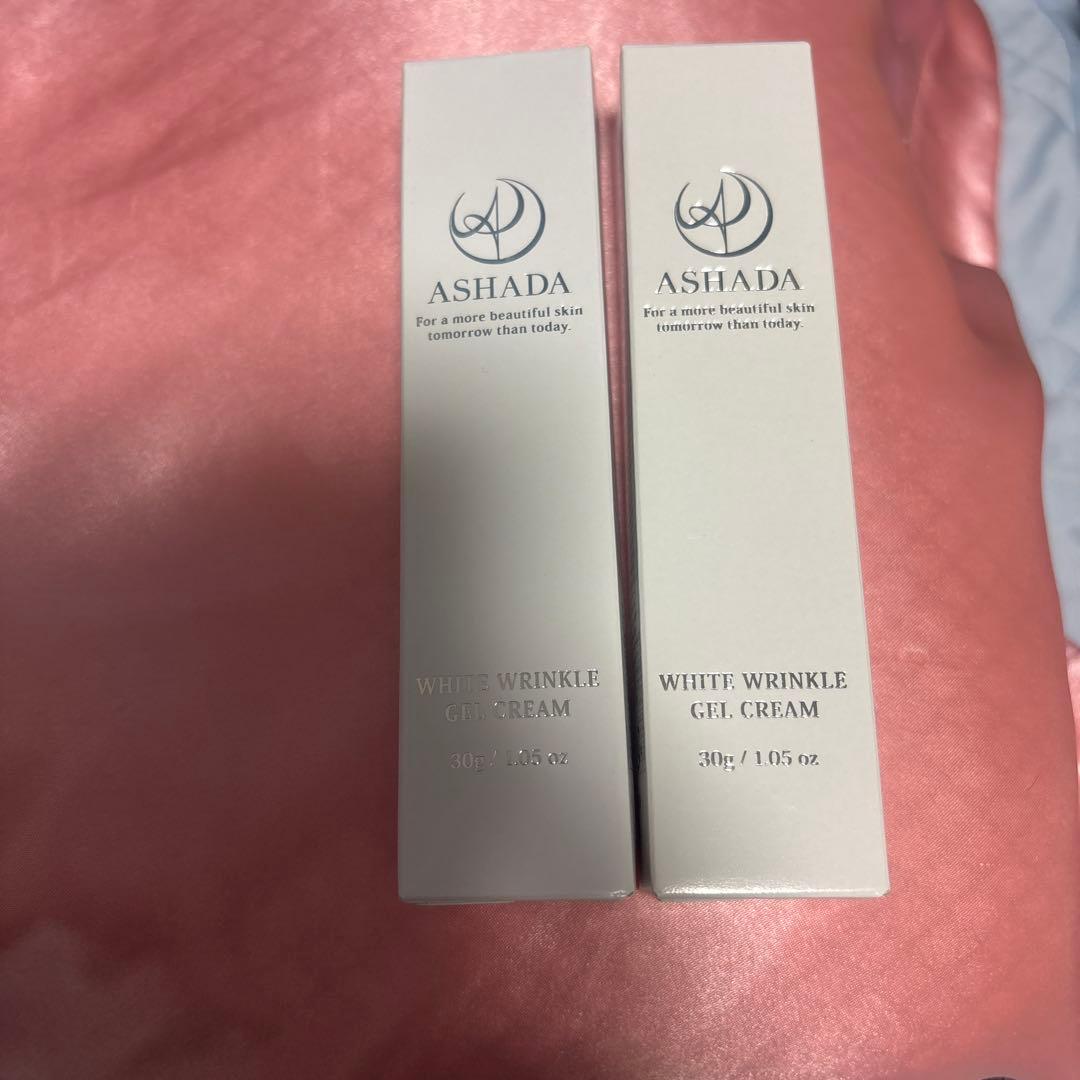 ASHADA
For a more beautiful skin
tomorrow than today.
WHITE WRINKLE
GEL CREAM
30g / 1.05 oz
ASHADA
For a more beautiful skin
tomorrow than today.
WHITE WRINKLE
GEL CREAM
30g / 1.05 oz